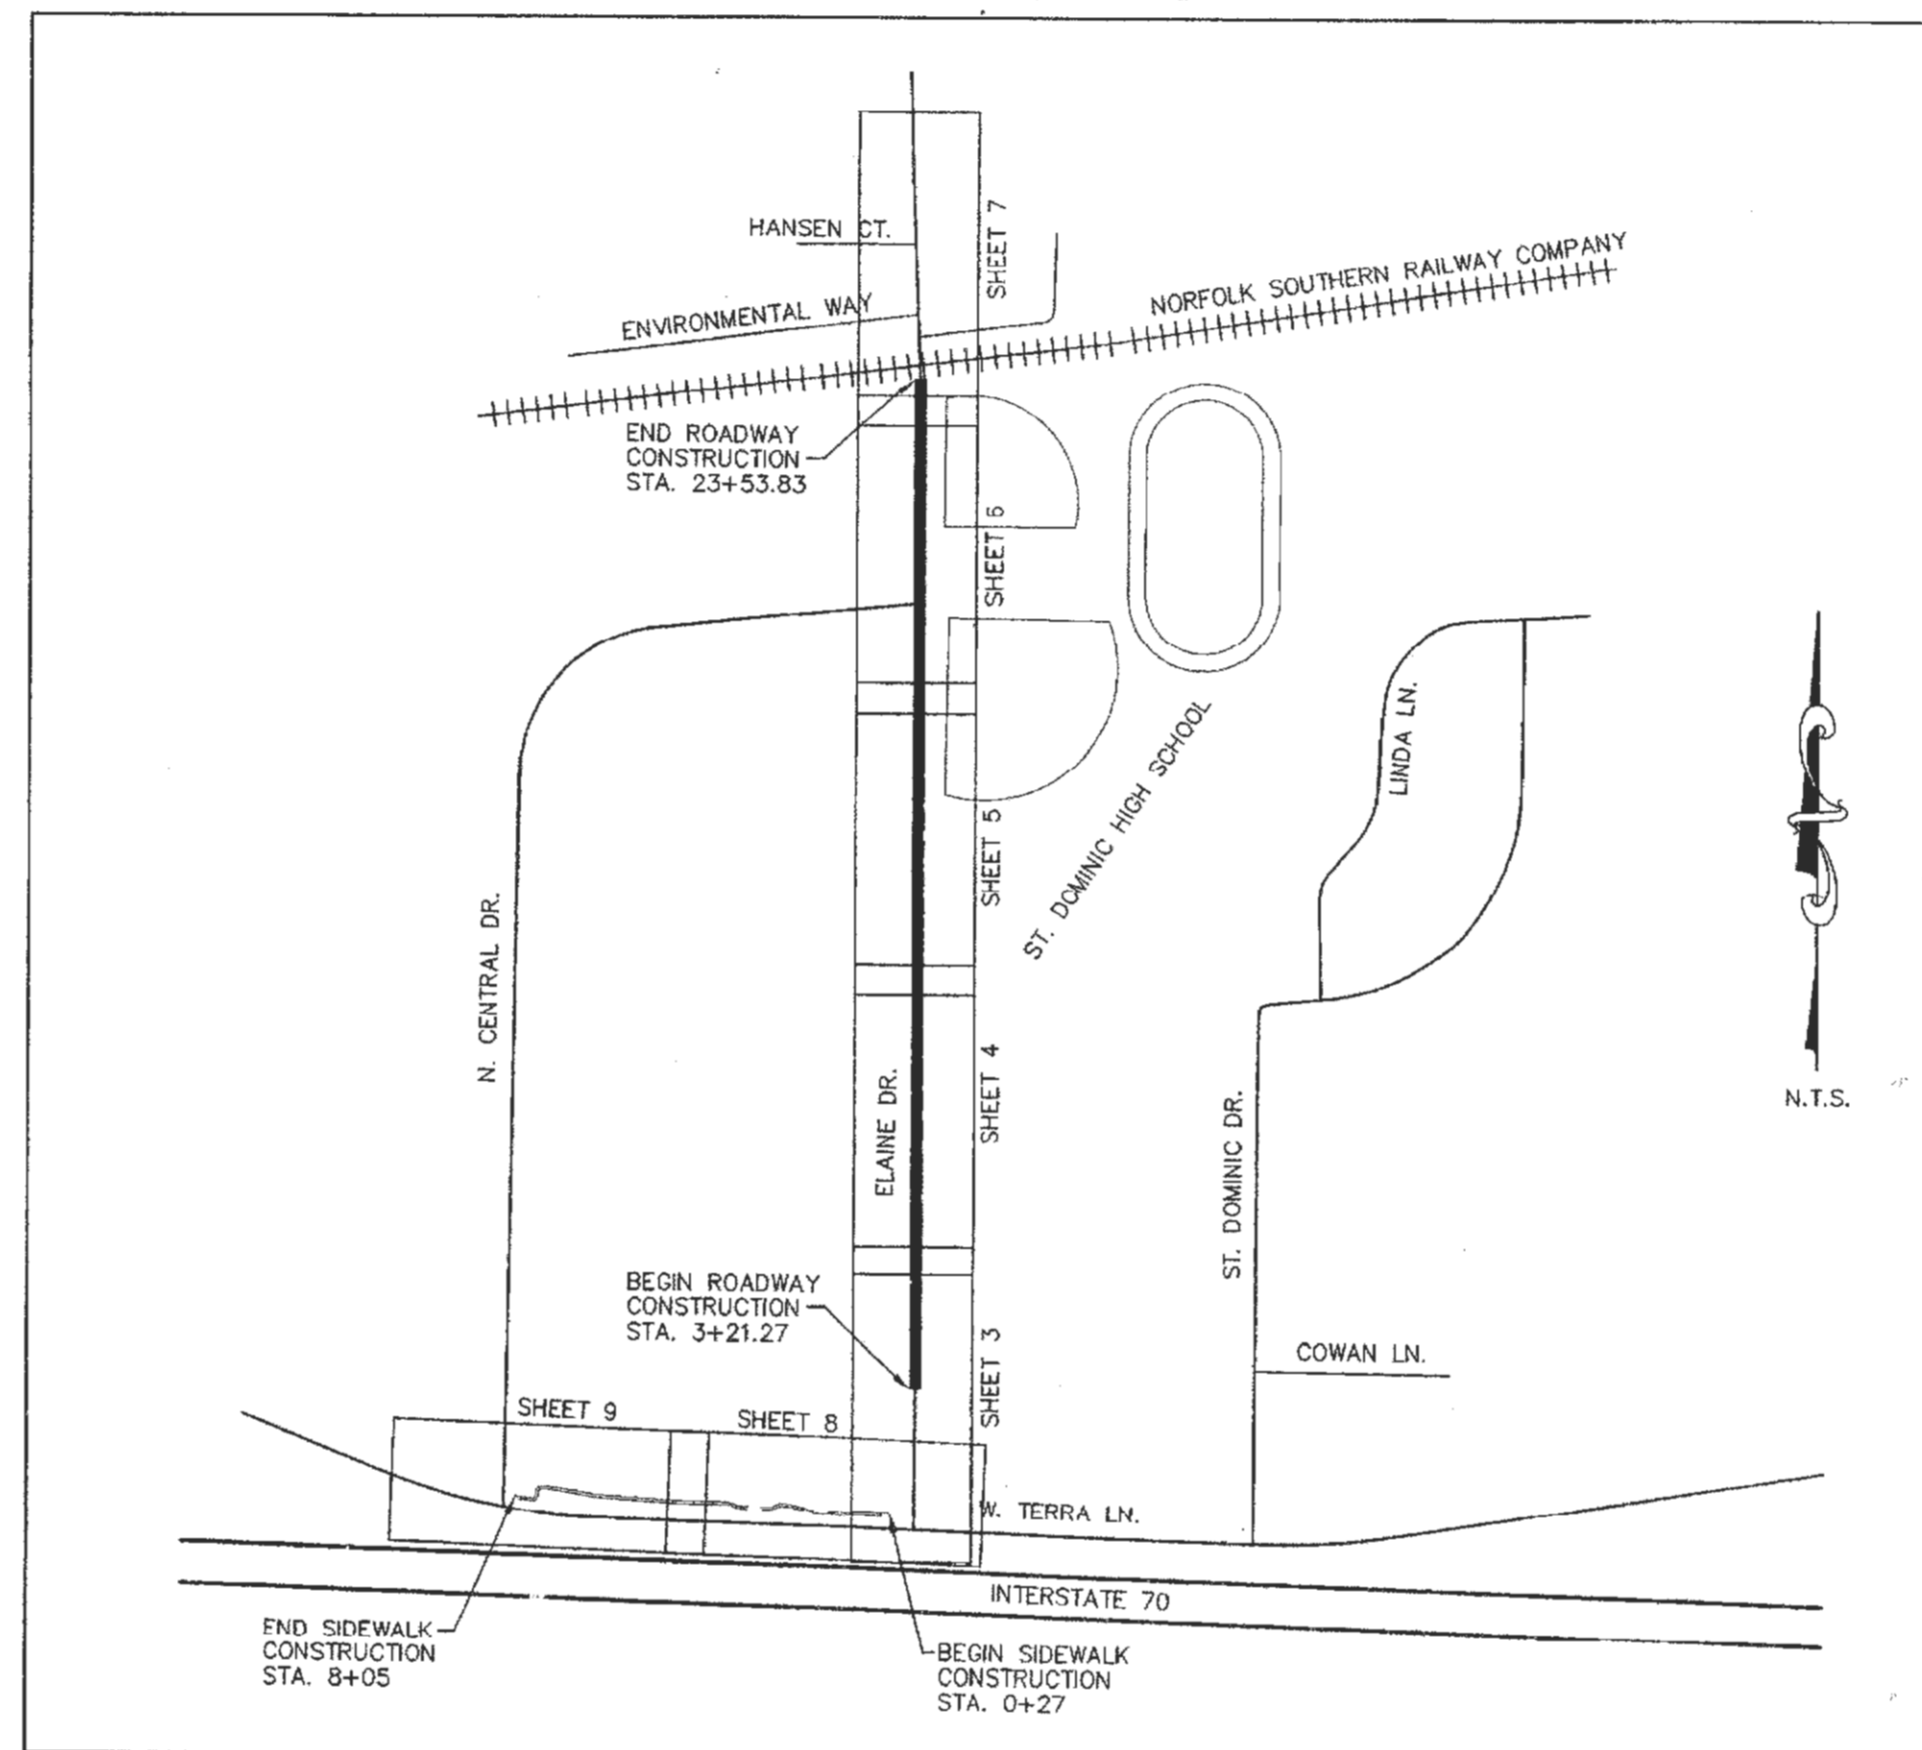 HANSEN CT.
SHEET 7
ENVIRONMENTAL WAY
NORFOLK SOUTHERN RAILWAY COMPANY
END ROADWAY
CONSTRUCTION
STA. 23+53.83
SHEET 6
LINDA LN.
ST. DOMINIC HIGH SCHOOL
SHEET 5
N. CENTRAL DR.
SHEET 4
ELAINE DR.
N.T.S.
ST. DOMINIC DR.
BEGIN ROADWAY
CONSTRUCTION
STA. 3+21.27
SHEET 3
COWAN LN.
SHEET 9
SHEET 8
W. TERRA LN.
INTERSTATE 70
END SIDEWALK
CONSTRUCTION
STA. 8+05
BEGIN SIDEWALK
CONSTRUCTION
STA. 0+27